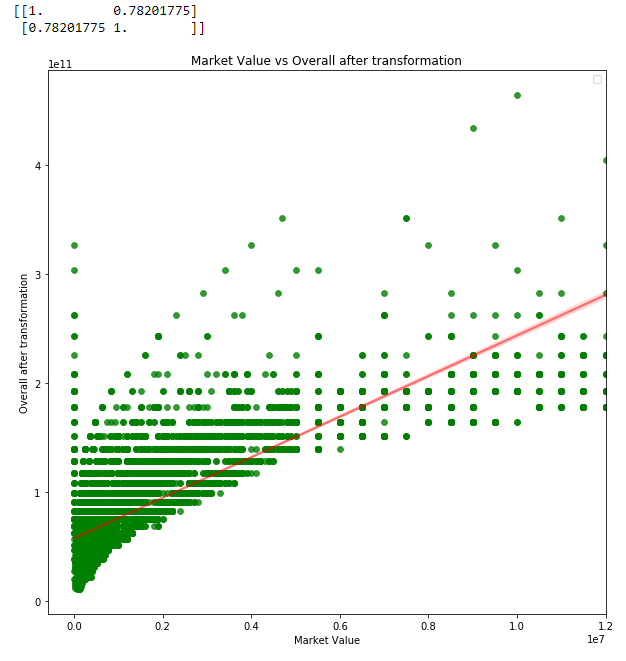 [[1.         0.78201775]
 [0.78201775 1.        ]]
Market Value vs Overall after transformation
1e11
4
3
2
1
0
Overall after transformation
0.0 0.2 0.4 0.6 0.8 1.0 1.2
1e7
Market Value